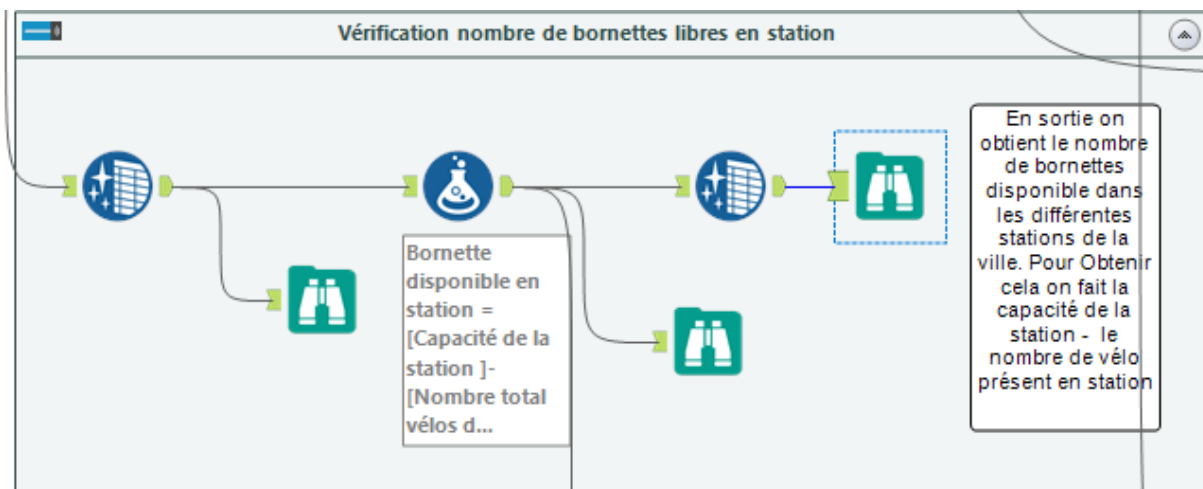 Vérification nombre de bornettes libres en station
Bornette
disponible en
station =
[Capacité de la
station ]-
[Nombre total
vélos d...
En sortie on
obtient le nombre
de bornettes
disponible dans
les différentes
stations de la
ville. Pour Obtenir
cela on fait la
capacité de la
station -  le
nombre de vélo
présent en station